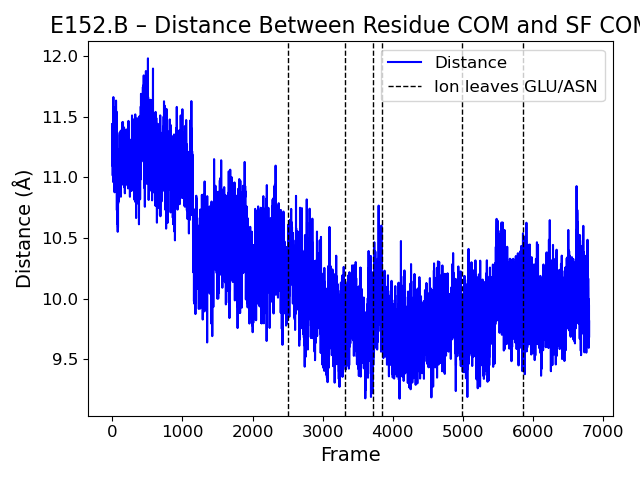 E152.B – Distance Between Residue COM and SF COM
12.0
11.5
11.0
10.5
10.0
9.5
Distance (Å)
Distance
Ion leaves GLU/ASN
0 1000 2000 3000 4000 5000 6000 7000
Frame